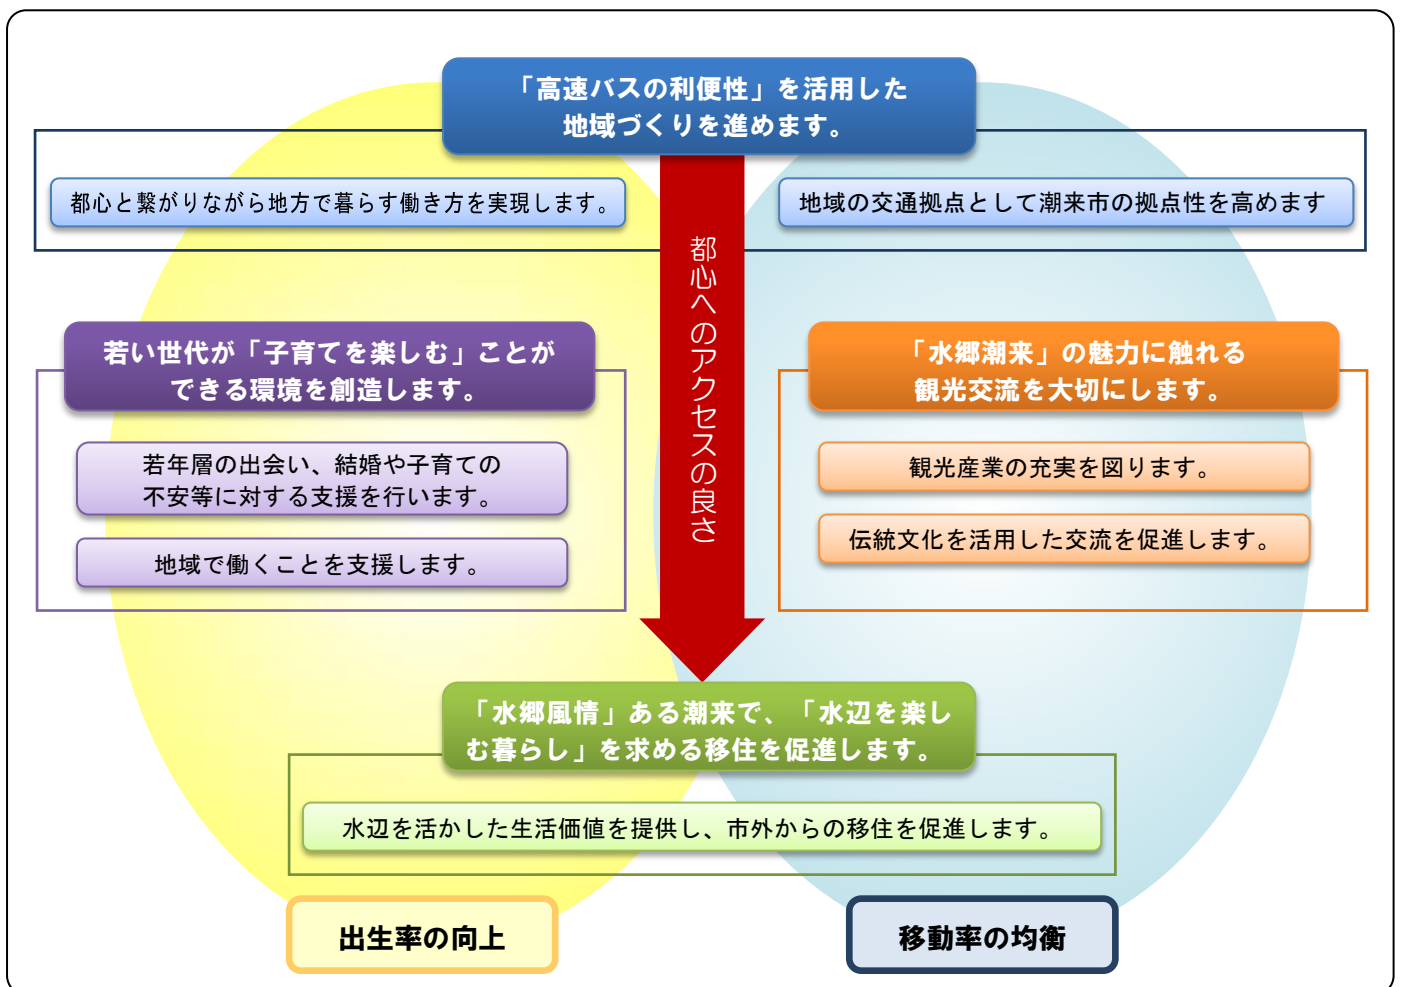 「高速バスの利便性」を活用した
地域づくりを進めます。
都心と繋がりながら地方で暮らす働き方を実現します。
地域の交通拠点として潮来市の拠点性を高めます
都心へのアクセスの良さ
若い世代が「子育てを楽しむ」ことが
できる環境を創造します。
若年層の出会い、結婚や子育ての
不安等に対する支援を行います。
地域で働くことを支援します。
「水郷潮来」の魅力に触れる
観光交流を大切にします。
観光産業の充実を図ります。
伝統文化を活用した交流を促進します。
「水郷風情」ある潮来で、「水辺を楽し
む暮らし」を求める移住を促進します。
水辺を活かした生活価値を提供し、市外からの移住を促進します。
出生率の向上
移動率の均衡